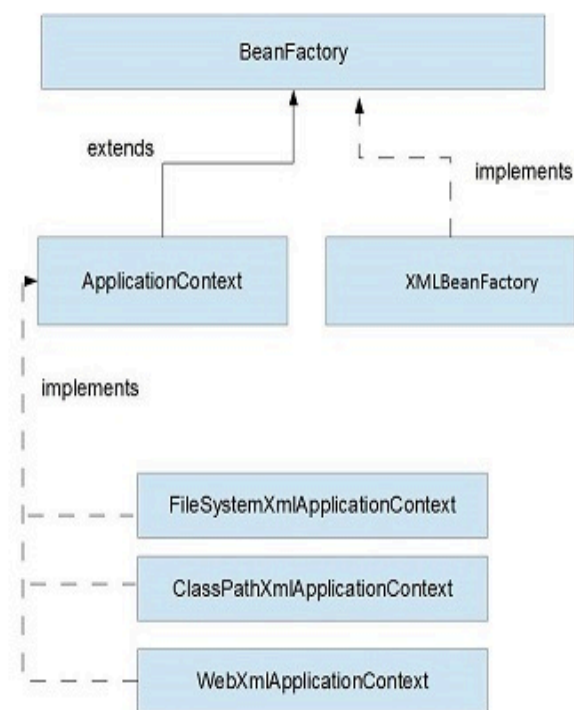 BeanFactory
extends
implements
ApplicationContext
XMLBeanFactory
implements
FileSystemXmlApplicationContext
ClassPathXmlApplicationContext
WebXmlApplicationContext